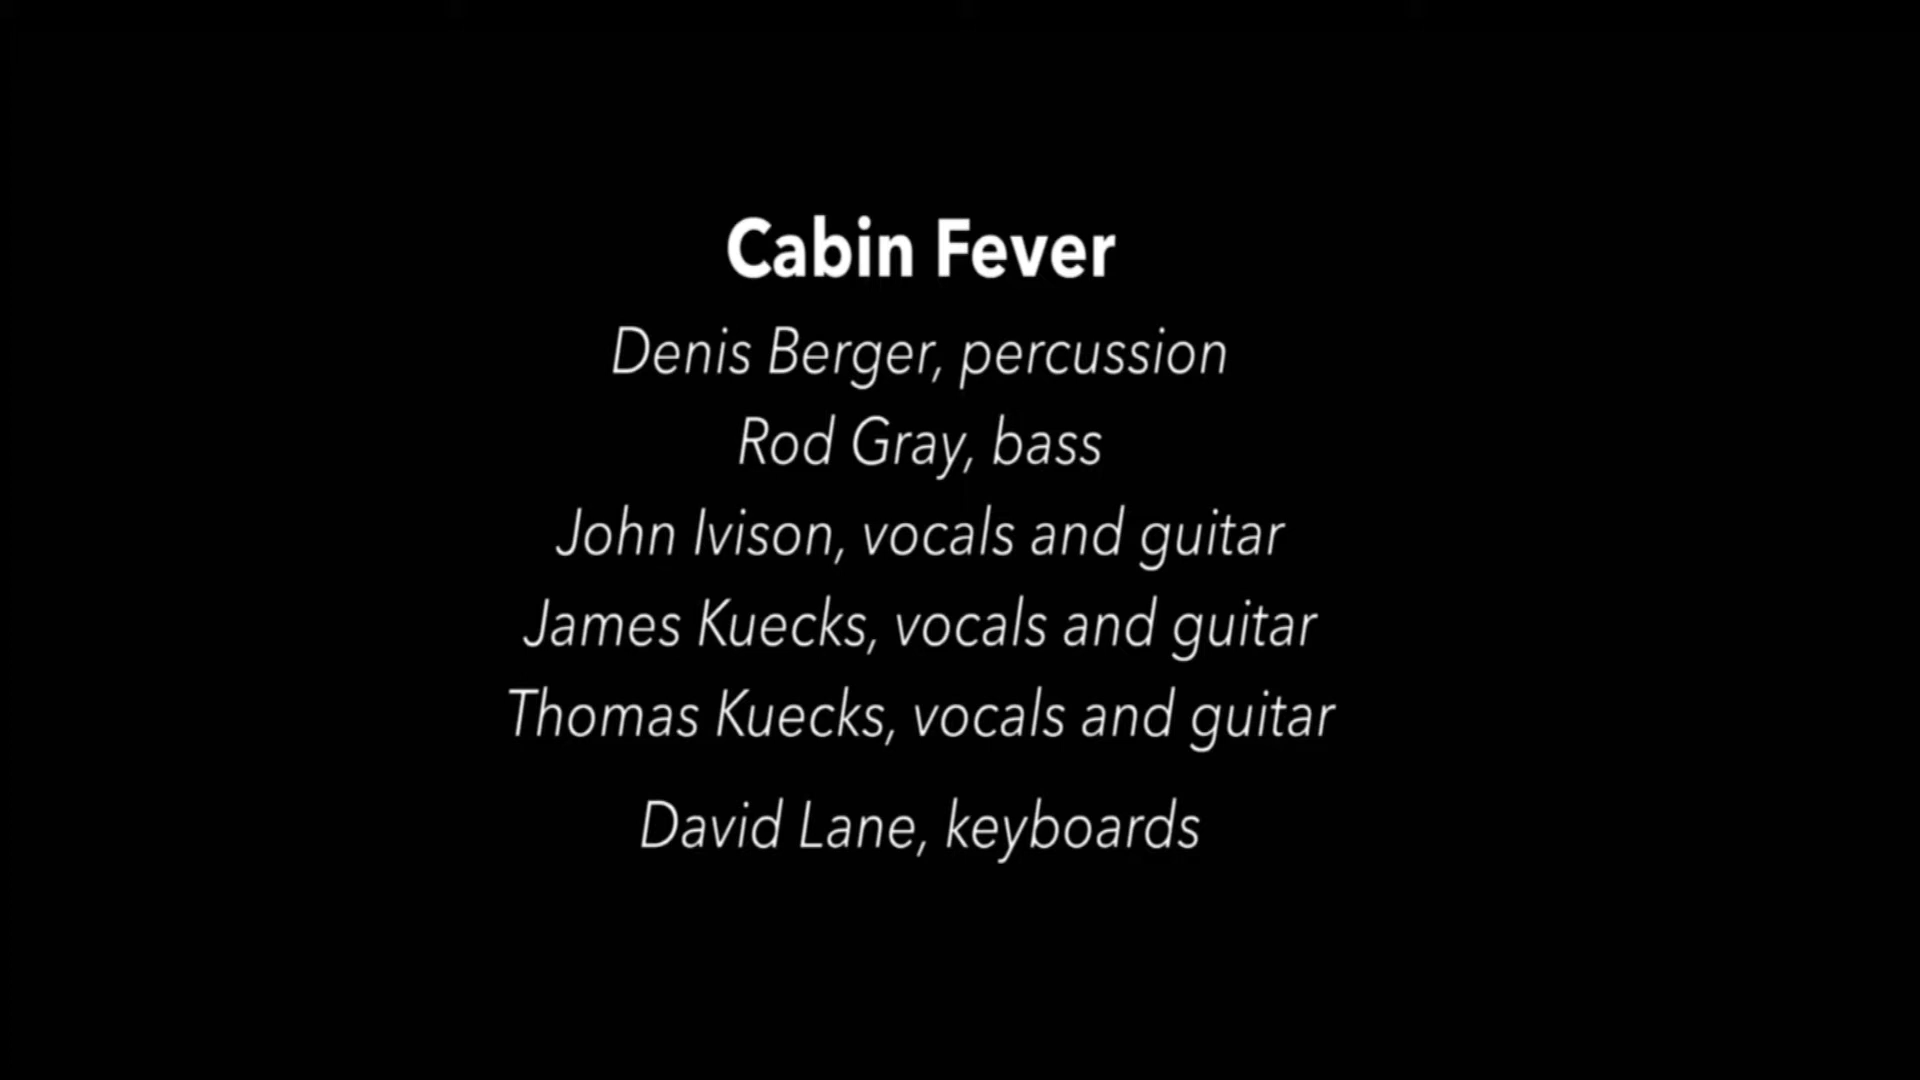 Cabin Fever
Denis Berger, percussion
Rod Gray, bass
John Ivison, vocals and guitar
James Kuecks, vocals and guitar
Thomas Kuecks, vocals and guitar
David Lane, keyboards